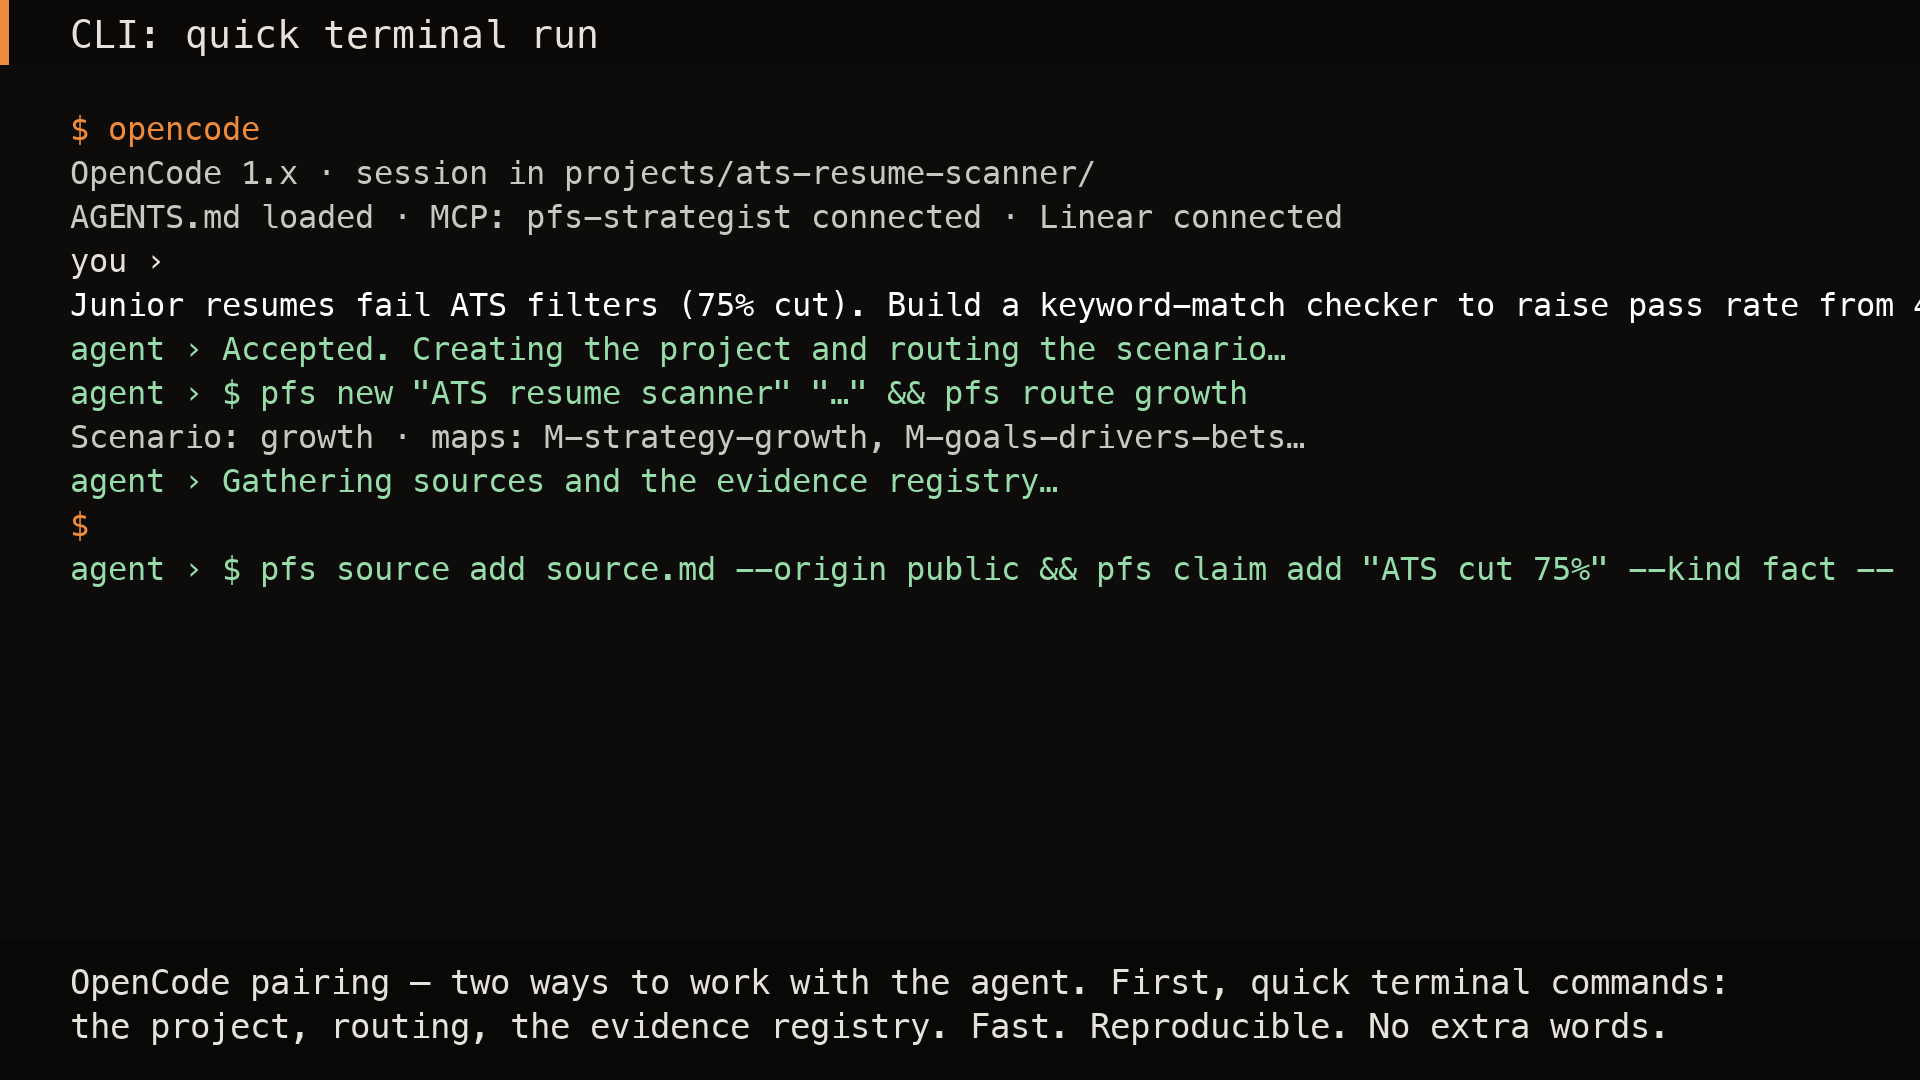 CLI: quick terminal run
$ opencode
OpenCode 1.x · session in projects/ats-resume-scanner/
AGENTS.md loaded · MCP: pfs-strategist connected · Linear connected
you ›
Junior resumes fail ATS filters (75% cut). Build a keyword-match checker to raise pass rate from
agent › Accepted. Creating the project and routing the scenario…
agent › $ pfs new "ATS resume scanner" "…" && pfs route growth
Scenario: growth · maps: M-strategy-growth, M-goals-drivers-bets…
agent › Gathering sources and the evidence registry…
$
agent › $ pfs source add source.md --origin public && pfs claim add "ATS cut 75%" --kind fact --
OpenCode pairing — two ways to work with the agent. First, quick terminal commands:
the project, routing, the evidence registry. Fast. Reproducible. No extra words.